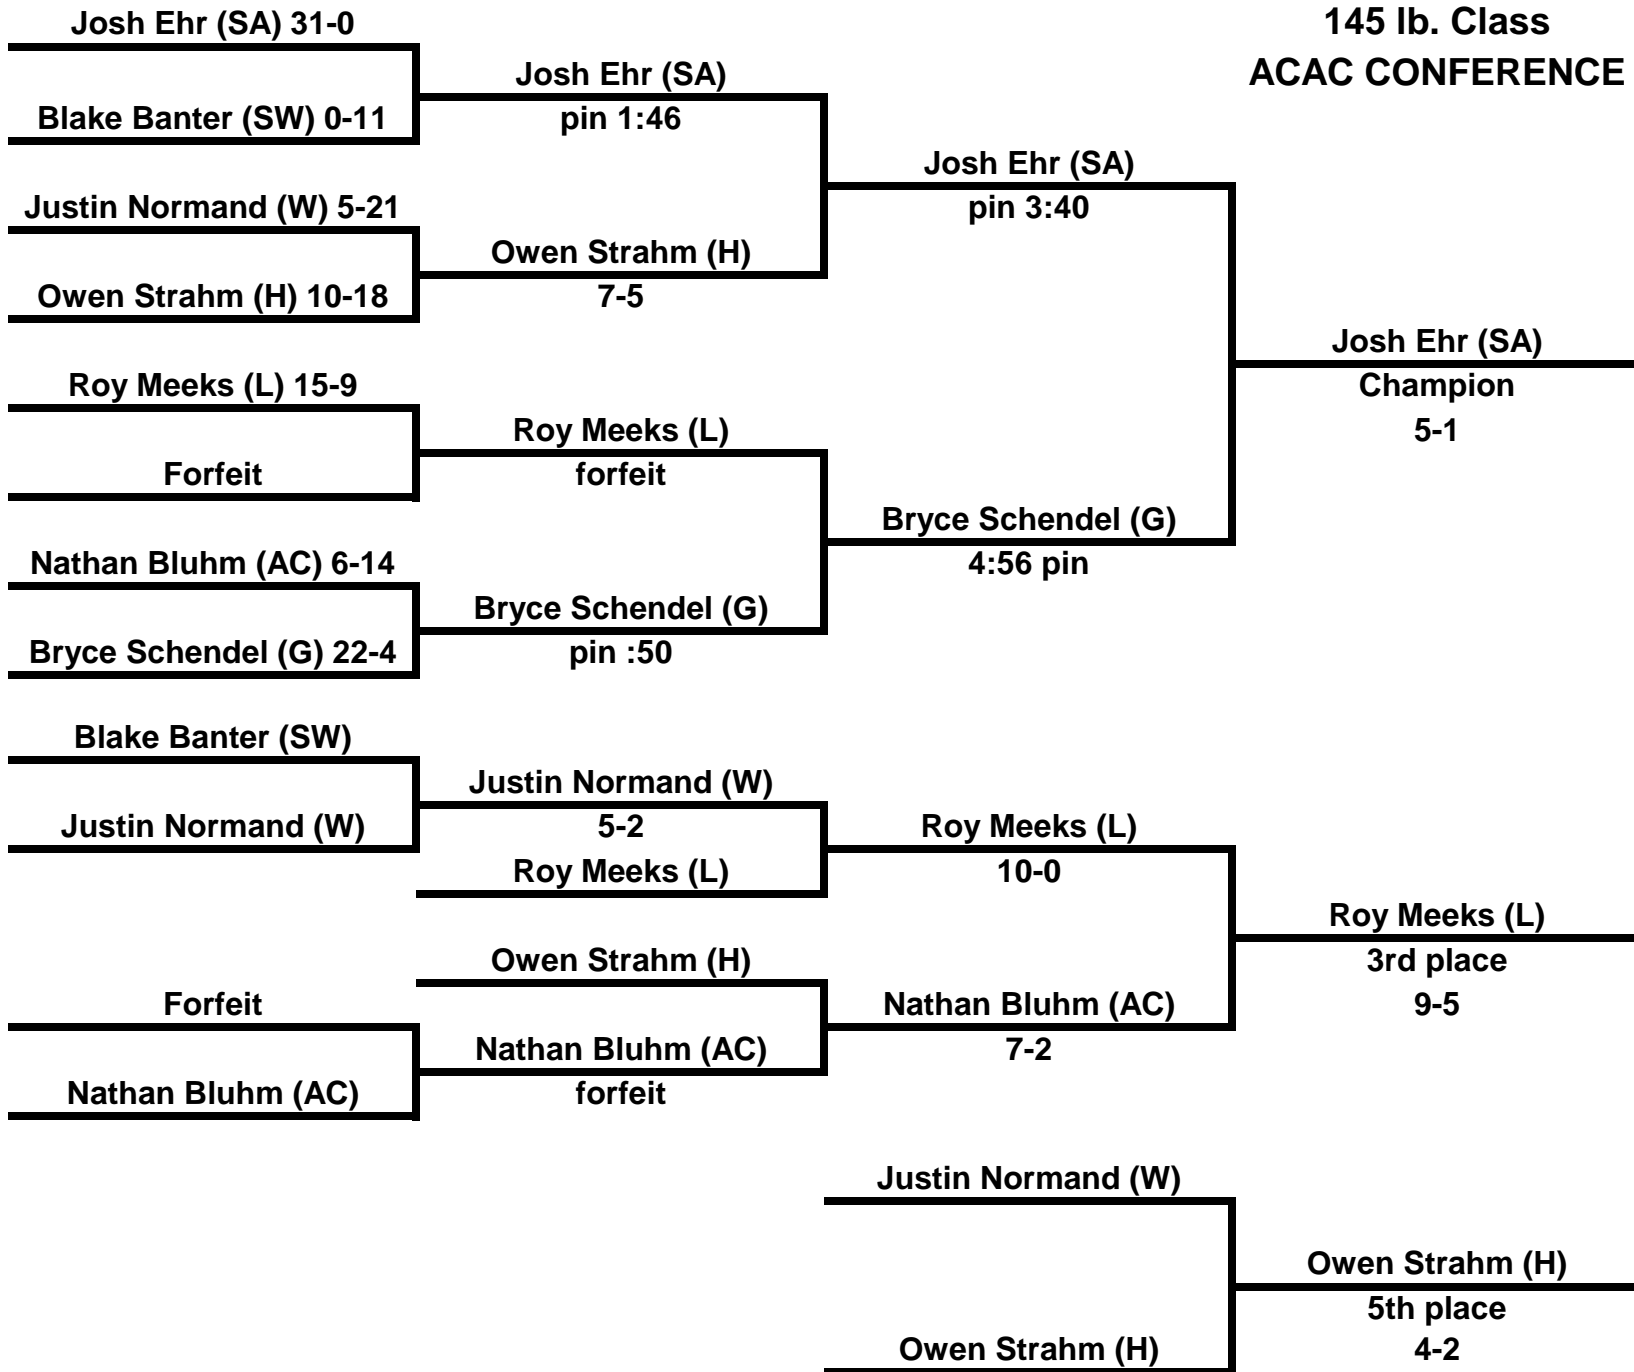 Josh Ehr (SA) 31-0
145 lb. Class
ACAC CONFERENCE
Josh Ehr (SA)
Blake Banter (SW) 0-11
pin 1:46
Josh Ehr (SA)
Justin Normand (W) 5-21
pin 3:40
Owen Strahm (H)
Owen Strahm (H) 10-18
7-5
Josh Ehr (SA)
Roy Meeks (L) 15-9
Champion
Roy Meeks (L)
5-1
Forfeit
forfeit
Bryce Schendel (G)
Nathan Bluhm (AC) 6-14
4:56 pin
Bryce Schendel (G)
Bryce Schendel (G) 22-4
pin :50
Blake Banter (SW)
Justin Normand (W)
Justin Normand (W)
5-2
Roy Meeks (L)
Roy Meeks (L)
10-0
Roy Meeks (L)
Owen Strahm (H)
3rd place
Forfeit
Nathan Bluhm (AC)
9-5
Nathan Bluhm (AC)
7-2
Nathan Bluhm (AC)
forfeit
Justin Normand (W)
Owen Strahm (H)
5th place
Owen Strahm (H)
4-2